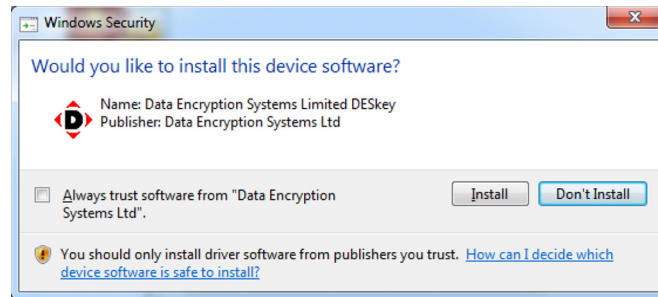 Windows Security
Would you like to install this device software?
D
Name: Data Encryption Systems Limited DESkey
Publisher: Data Encryption Systems Ltd
Always trust software from "Data Encryption
Systems Ltd".
Install
Don't Install
You should only install driver software from publishers you trust. How can I decide which
device software is safe to install?